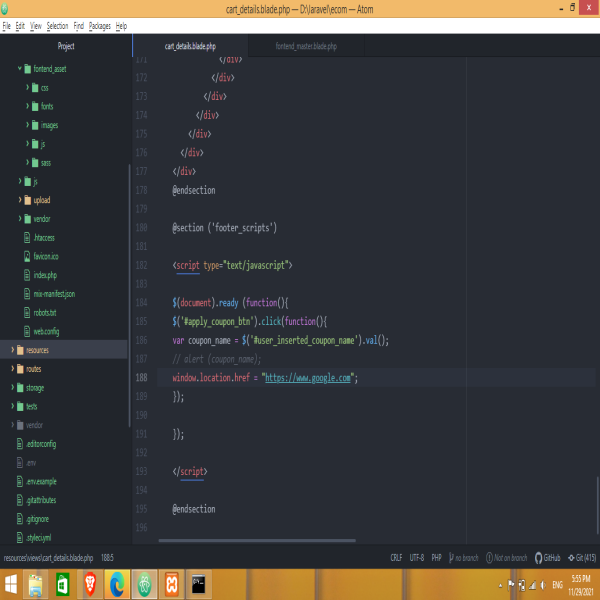 cart_details.blade.php — D:\laravel\ecom — Atom
File Edit View Selection Find Packages Help
Project
cart_details.blade.php
fontend_master.blade.php
fontend_asset
css
fonts
images
js
sass
js
upload
vendor
.htaccess
favicon.ico
index.php
mix-manifest.json
robots.txt
web.config
resources
routes
storage
tests
vendor
.editorconfig
.env
.env.example
.gitattributes
.gitignore
.styleci.yml
171 </div>
172 </div>
173 </div>
174 </div>
175 </div>
176 </div>
177 </div>
178 @endsection
179
180 @section ('footer_scripts')
181
182 <script type="text/javascript">
183
184 $(document).ready (function(){
185 $('#apply_coupon_btn').click(function(){
186 var coupon_name = $('#user_inserted_coupon_name').val();
187 // alert (coupon_name);
188 window.location.href = "https://www.google.com";
189 });
190
191 });
192
193 </script>
194
195 @endsection
196
resources\views\cart_details.blade.php 188:5
CRLF UTF-8 PHP no branch Not on branch GitHub Git (415)
ENG
5:55 PM
11/29/2021